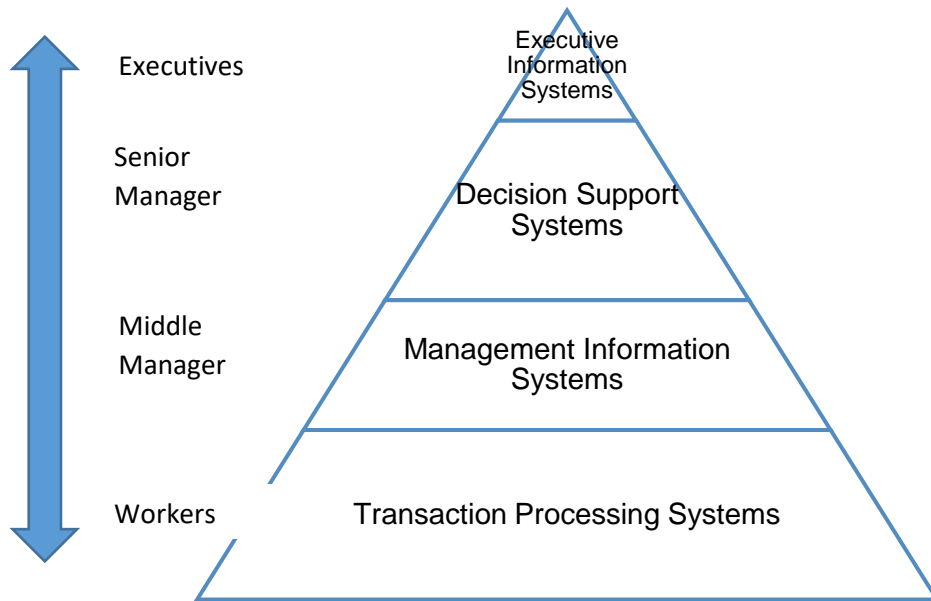 Executives
Executive
Information
Systems
Senior
Manager
Decision Support
Systems
Middle
Manager
Management Information
Systems
Workers
Transaction Processing Systems